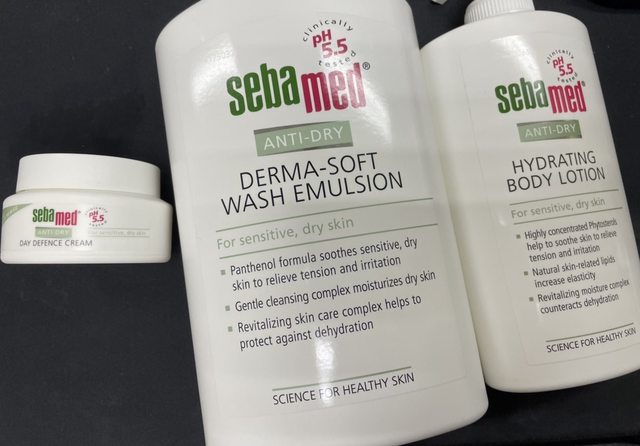 sebamed®
clinically tested
pH 5.5
ANTI-DRY
For sensitive, dry skin
DAY DEFENCE CREAM
clinically tested
pH
5.5
sebamed®
ANTI-DRY
DERMA-SOFT
WASH EMULSION
For sensitive, dry skin
Panthenol formula soothes sensitive, dry
skin to relieve tension and irritation
Gentle cleansing complex moisturizes dry skin
Revitalizing skin care complex helps to
protect against dehydration
SCIENCE FOR HEALTHY SKIN
clinically tested
pH
5.5
sebamed®
ANTI-DRY
HYDRATING
BODY LOTION
For sensitive, dry skin
Highly concentrated Phytosterols
help to soothe skin to relieve
tension and irritation
Natural skin-related lipids
increase elasticity
Revitalizing moisture complex
counteracts dehydration
SCIENCE FOR HEALTHY SKIN